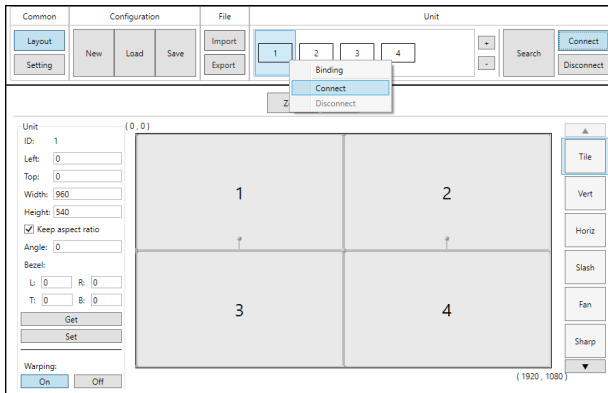 Common
Configuration
File
Unit
Layout
Setting
New
Load
Save
Import
Export
1
2
3
4
+
-
Search
Connect
Disconnect
Binding
Connect
Disconnect
Unit
ID: 1
Left: 0
Top: 0
Width: 960
Height: 540
Keep aspect ratio
Angle: 0
Bezel:
L: 0 R: 0
T: 0 B: 0
Get
Set
Warping:
On Off
( 0 , 0 )
1
2
3
4
( 1920 , 1080 )
Tile
Vert
Horiz
Slash
Fan
Sharp